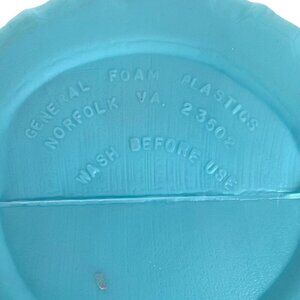 GENERAL FOAM PLASTICS
NORFOLK VA. 23502
WASH BEFORE USE